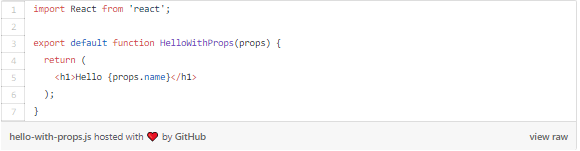 1 import React from 'react';
2
3 export default function HelloWithProps(props) {
4   return (
5     <h1>Hello {props.name}</h1>
6   );
7 }
hello-with-props.js hosted with ❤ by GitHub view raw